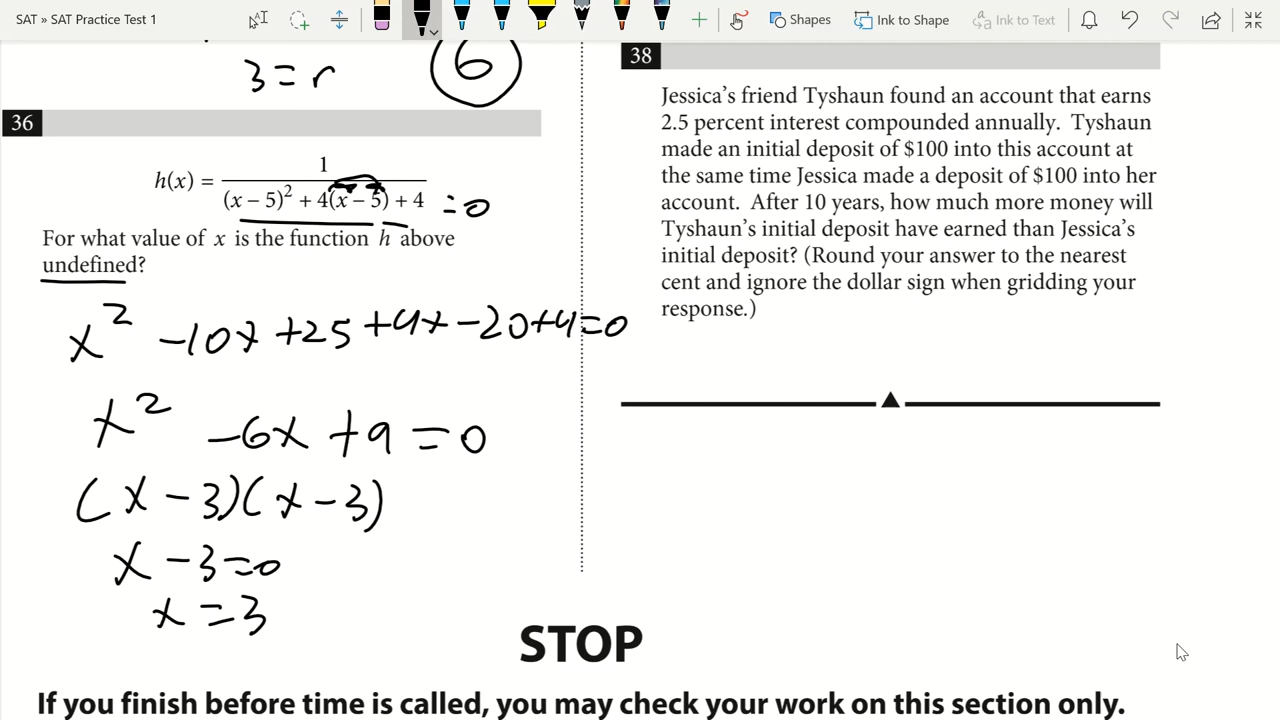 SAT » SAT Practice Test 1
Shapes
Ink to Shape
Ink to Text
3 = r
6
36
h(x) = 1 / (x – 5)² + 4(x – 5) + 4
= 0
For what value of x is the function h above
undefined?
x² - 10x + 25 + 4x - 20 + 4 = 0
x² - 6x + 9 = 0
(x - 3)(x - 3)
x - 3 = 0
x = 3
38
Jessica’s friend Tyshaun found an account that earns
2.5 percent interest compounded annually. Tyshaun
made an initial deposit of $100 into this account at
the same time Jessica made a deposit of $100 into her
account. After 10 years, how much more money will
Tyshaun’s initial deposit have earned than Jessica’s
initial deposit? (Round your answer to the nearest
cent and ignore the dollar sign when gridding your
response.)
STOP
If you finish before time is called, you may check your work on this section only.